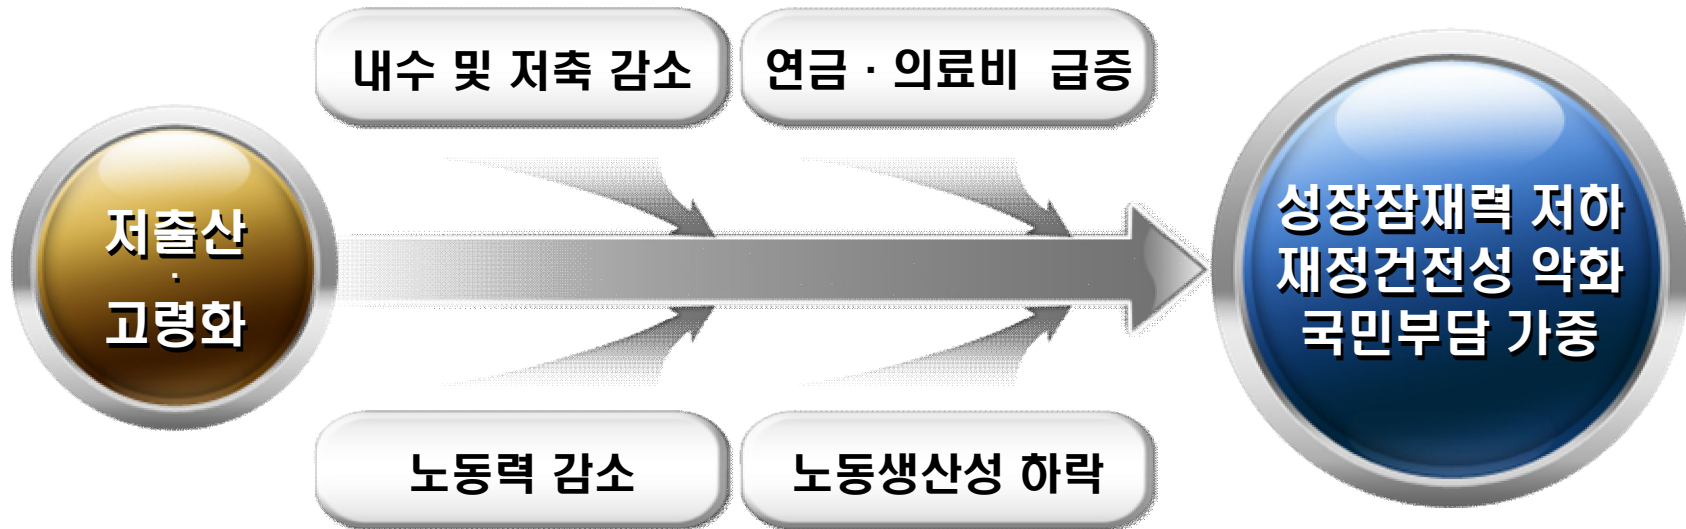 내수 및 저축 감소
연금 · 의료비 급증
저출산
·
고령화
성장잠재력 저하
재정건전성 악화
국민부담 가중
노동력 감소
노동생산성 하락